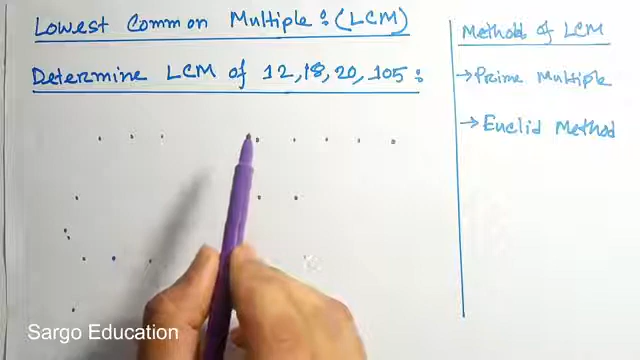 Lowest Common Multiple: (LCM)
Determine LCM of 12, 18, 20, 105:
Methods of LCM
→ Prime Multiple
→ Euclid Method
Sargo Education